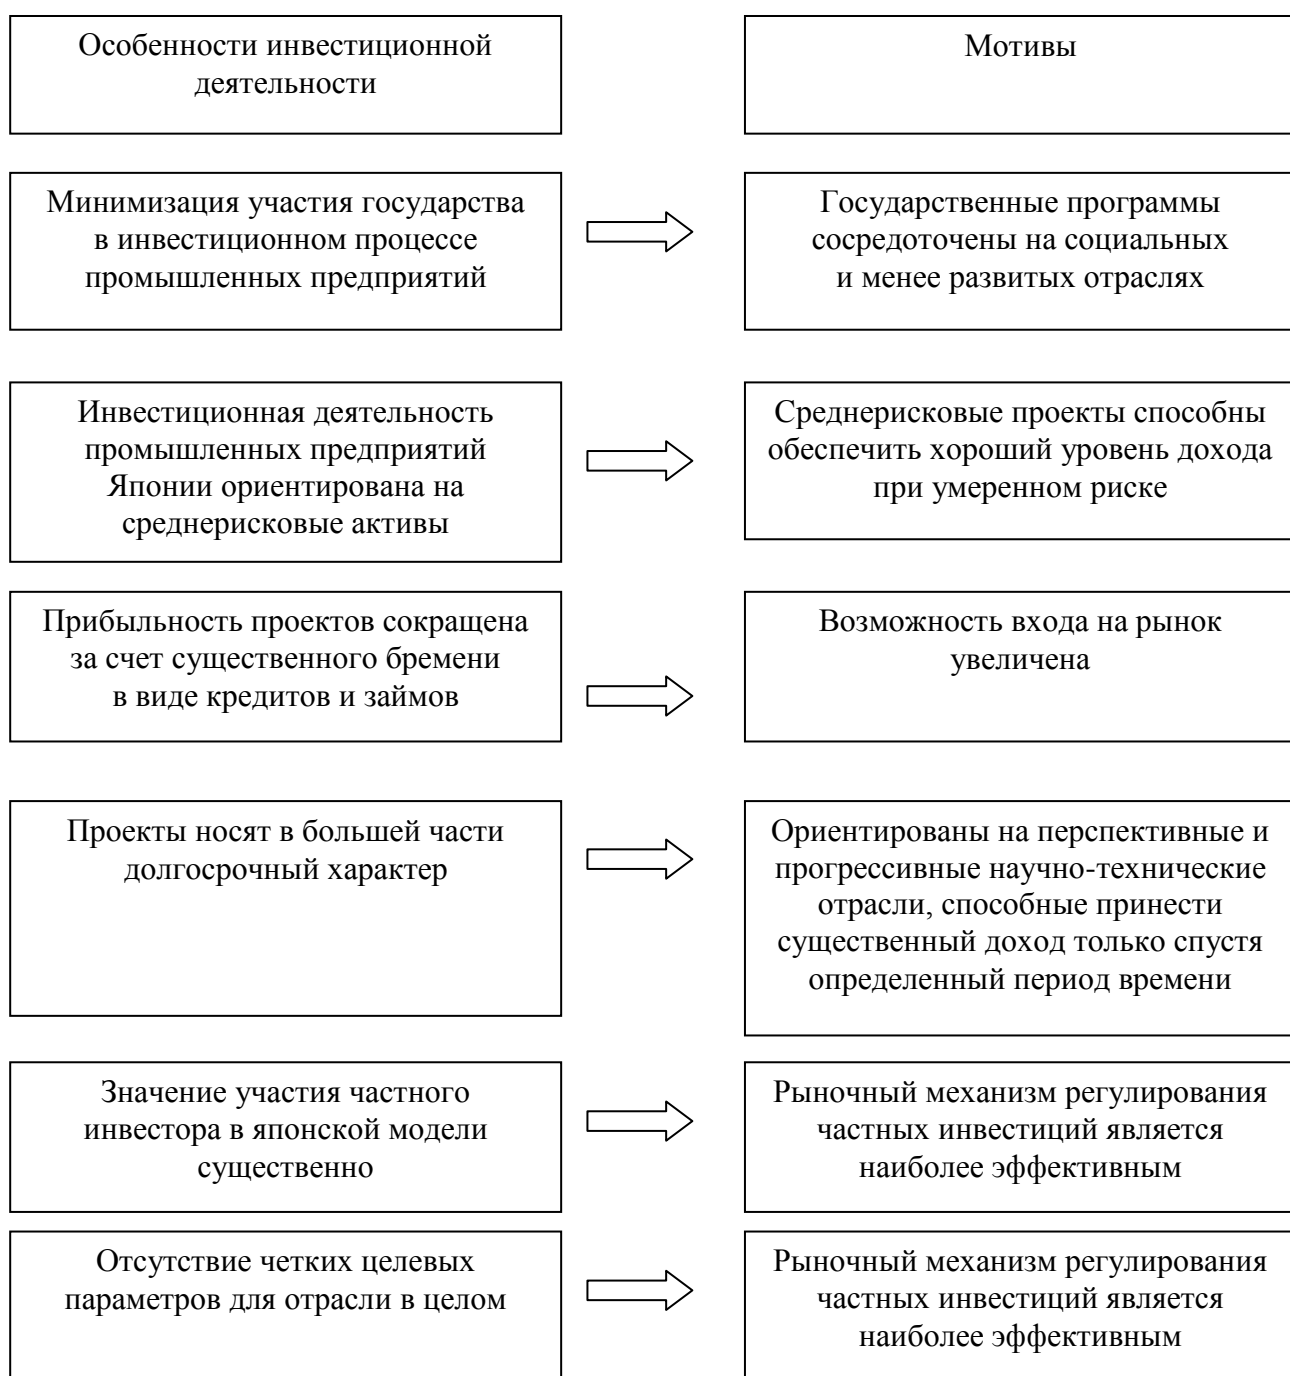 Особенности инвестиционной
деятельности
Мотивы
Минимизация участия государства
в инвестиционном процессе
промышленных предприятий
Государственные программы
сосредоточены на социальных
и менее развитых отраслях
Инвестиционная деятельность
промышленных предприятий
Японии ориентирована на
среднерисковые активы
Среднерисковые проекты способны
обеспечить хороший уровень дохода
при умеренном риске
Прибыльность проектов сокращена
за счет существенного бремени
в виде кредитов и займов
Возможность входа на рынок
увеличена
Проекты носят в большей части
долгосрочный характер
Ориентированы на перспективные и
прогрессивные научно-технические
отрасли, способные принести
существенный доход только спустя
определенный период времени
Значение участия частного
инвестора в японской модели
существенно
Рыночный механизм регулирования
частных инвестиций является
наиболее эффективным
Отсутствие четких целевых
параметров для отрасли в целом
Рыночный механизм регулирования
частных инвестиций является
наиболее эффективным